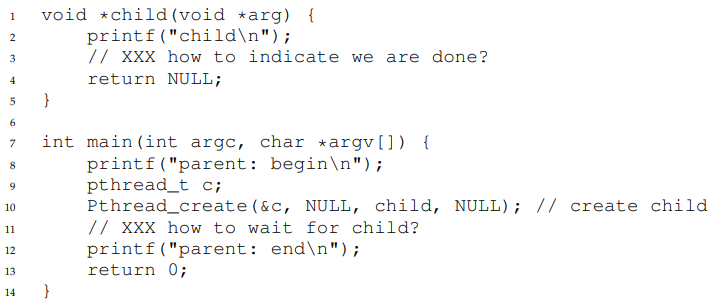 1 void *child(void *arg) {
2 printf("child\n");
3 // XXX how to indicate we are done?
4 return NULL;
5 }
6
7 int main(int argc, char *argv[]) {
8 printf("parent: begin\n");
9 pthread_t c;
10 Pthread_create(&c, NULL, child, NULL); // create child
11 // XXX how to wait for child?
12 printf("parent: end\n");
13 return 0;
14 }